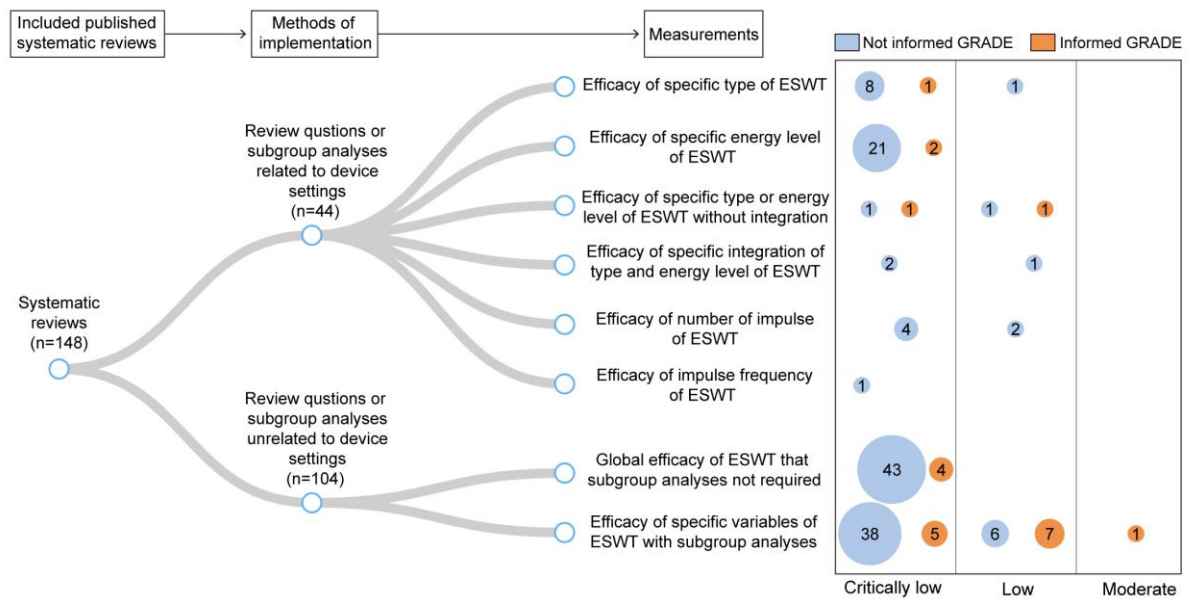 Included published
systematic reviews
Methods of
implementation
Measurements
Not informed GRADE
Informed GRADE
Systematic
reviews
(n=148)
Review qustions or
subgroup analyses
related to device
settings
(n=44)
Review qustions or
subgroup analyses
unrelated to device
settings
(n=104)
Efficacy of specific type of ESWT
8
1
1
Efficacy of specific energy level
of ESWT
21
2
Efficacy of specific type or energy
level of ESWT without integration
1
1
1
1
Efficacy of specific integration of
type and energy level of ESWT
2
1
Efficacy of number of impulse
of ESWT
4
2
Efficacy of impulse frequency
of ESWT
1
Global efficacy of ESWT that
subgroup analyses not required
43
4
Efficacy of specific variables of
ESWT with subgroup analyses
38
5
6
7
1
Critically low
Low
Moderate